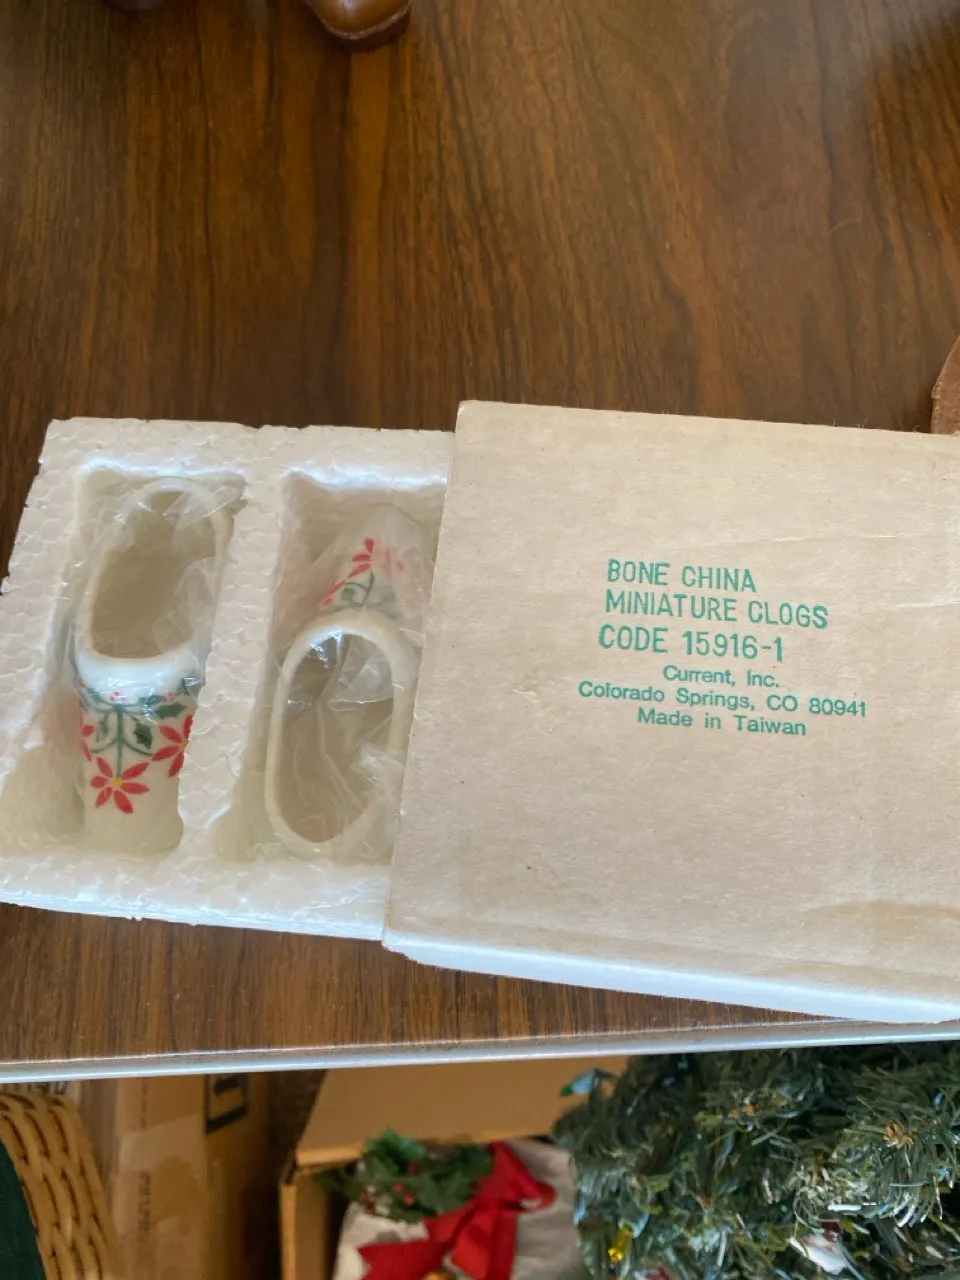 BONE CHINA
MINIATURE CLOGS
CODE 15916-1
Current, Inc.
Colorado Springs, CO 80941
Made in Taiwan